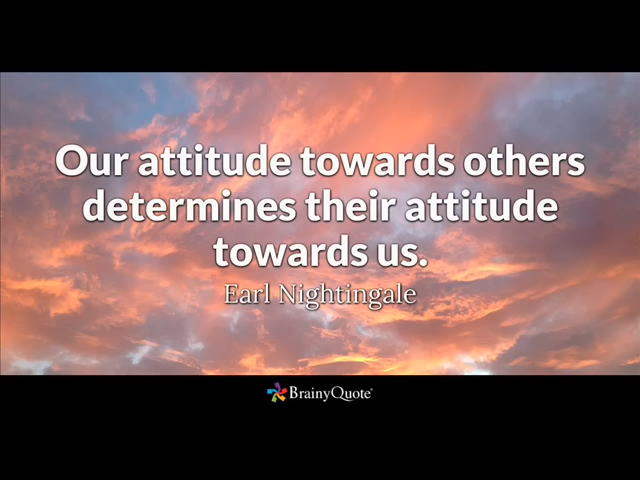 Our attitude towards others
determines their attitude
towards us.
Earl Nightingale
BrainyQuote®